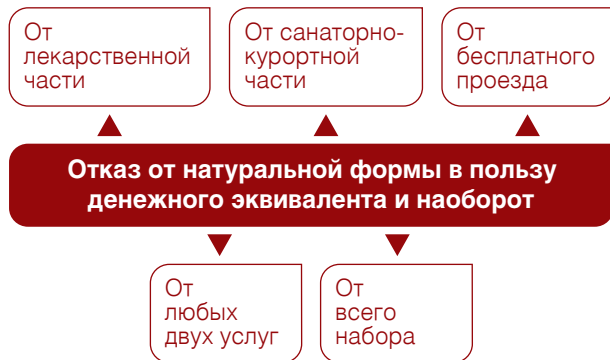 От
лекарственной
части
От санаторно-
курортной
части
От
бесплатного
проезда
Отказ от натуральной формы в пользу
денежного эквивалента и наоборот
От
любых
двух услуг
От
всего
набора